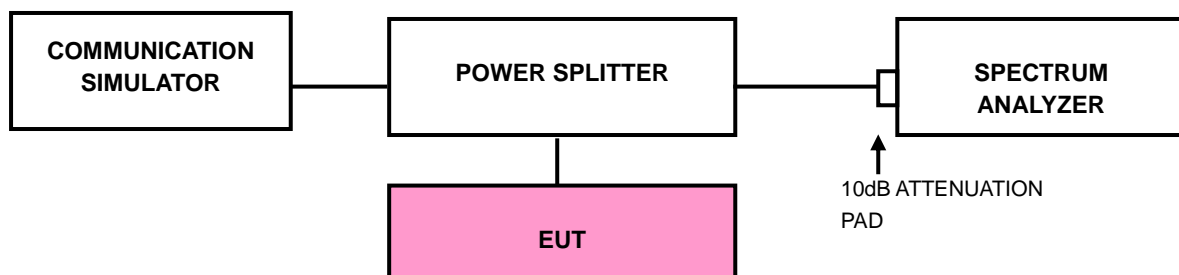 COMMUNICATION
SIMULATOR
POWER SPLITTER
SPECTRUM
ANALYZER
10dB ATTENUATION
PAD
EUT